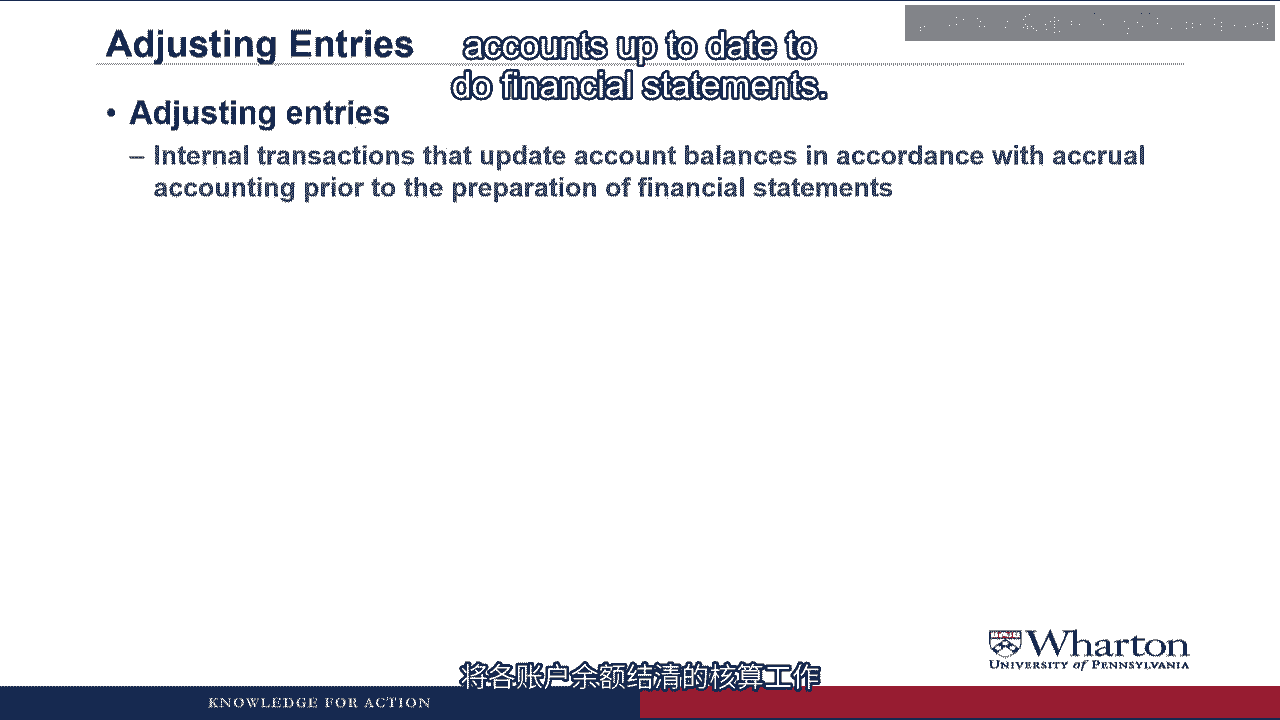 Adjusting Entries
accounts up to date to
do financial statements.
• Adjusting entries
– Internal transactions that update account balances in accordance with accrual
accounting prior to the preparation of financial statements
Wharton
UNIVERSITY of PENNSYLVANIA
将各账户余额结清的核算工作
KNOWLEDGE FOR ACTION